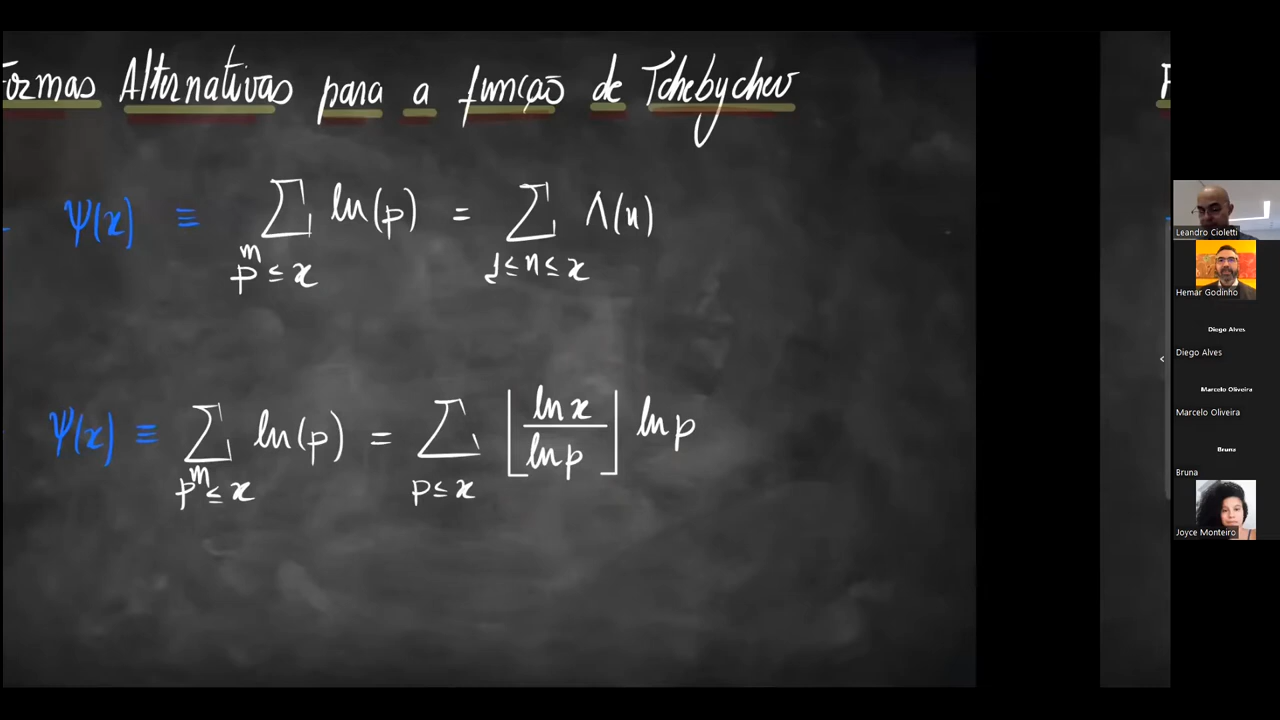 ormas Alternativas para a função de Tchebychev
ψ(x) ≡ ∑_{p^m ≤ x} ln(p) = ∑_{1≤n≤x} Λ(n)
ψ(x) ≡ ∑_{p^m ≤ x} ln(p) = ∑_{p≤x} ⌊ln x / ln p⌋ ln p
Leandro Cioletti
Hemar Godinho
Diego Alves
Diego Alves
Marcelo Oliveira
Marcelo Oliveira
Bruna
Bruna
Joyce Monteiro